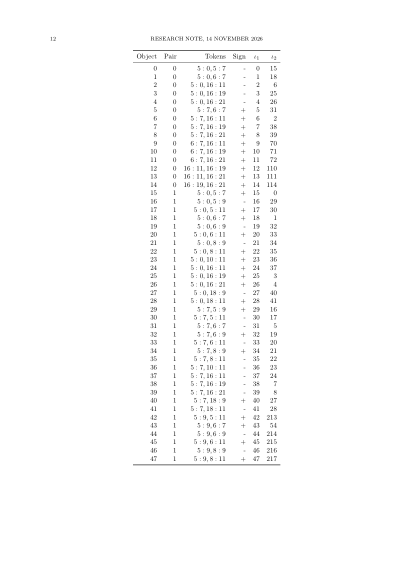 12 RESEARCH NOTE, 14 NOVEMBER 2026
Object Pair Tokens Sign ι1 ι2
0 0 5 : 0, 5 : 7 - 0 15
1 0 5 : 0, 6 : 7 - 1 18
2 0 5 : 0, 16 : 11 - 2 6
3 0 5 : 0, 16 : 19 - 3 25
4 0 5 : 0, 16 : 21 - 4 26
5 0 5 : 7, 6 : 7 + 5 31
6 0 5 : 7, 16 : 11 + 6 2
7 0 5 : 7, 16 : 19 + 7 38
8 0 5 : 7, 16 : 21 + 8 39
9 0 6 : 7, 16 : 11 + 9 70
10 0 6 : 7, 16 : 19 + 10 71
11 0 6 : 7, 16 : 21 + 11 72
12 0 16 : 11, 16 : 19 + 12 110
13 0 16 : 11, 16 : 21 + 13 111
14 0 16 : 19, 16 : 21 + 14 114
15 1 5 : 0, 5 : 7 + 15 0
16 1 5 : 0, 5 : 9 - 16 29
17 1 5 : 0, 5 : 11 + 17 30
18 1 5 : 0, 6 : 7 + 18 1
19 1 5 : 0, 6 : 9 - 19 32
20 1 5 : 0, 6 : 11 + 20 33
21 1 5 : 0, 8 : 9 - 21 34
22 1 5 : 0, 8 : 11 + 22 35
23 1 5 : 0, 10 : 11 + 23 36
24 1 5 : 0, 16 : 11 + 24 37
25 1 5 : 0, 16 : 19 + 25 3
26 1 5 : 0, 16 : 21 + 26 4
27 1 5 : 0, 18 : 9 - 27 40
28 1 5 : 0, 18 : 11 + 28 41
29 1 5 : 7, 5 : 9 + 29 16
30 1 5 : 7, 5 : 11 - 30 17
31 1 5 : 7, 6 : 7 - 31 5
32 1 5 : 7, 6 : 9 + 32 19
33 1 5 : 7, 6 : 11 - 33 20
34 1 5 : 7, 8 : 9 + 34 21
35 1 5 : 7, 8 : 11 - 35 22
36 1 5 : 7, 10 : 11 - 36 23
37 1 5 : 7, 16 : 11 - 37 24
38 1 5 : 7, 16 : 19 - 38 7
39 1 5 : 7, 16 : 21 - 39 8
40 1 5 : 7, 18 : 9 + 40 27
41 1 5 : 7, 18 : 11 - 41 28
42 1 5 : 9, 5 : 11 + 42 213
43 1 5 : 9, 6 : 7 + 43 54
44 1 5 : 9, 6 : 9 - 44 214
45 1 5 : 9, 6 : 11 + 45 215
46 1 5 : 9, 8 : 9 - 46 216
47 1 5 : 9, 8 : 11 + 47 217